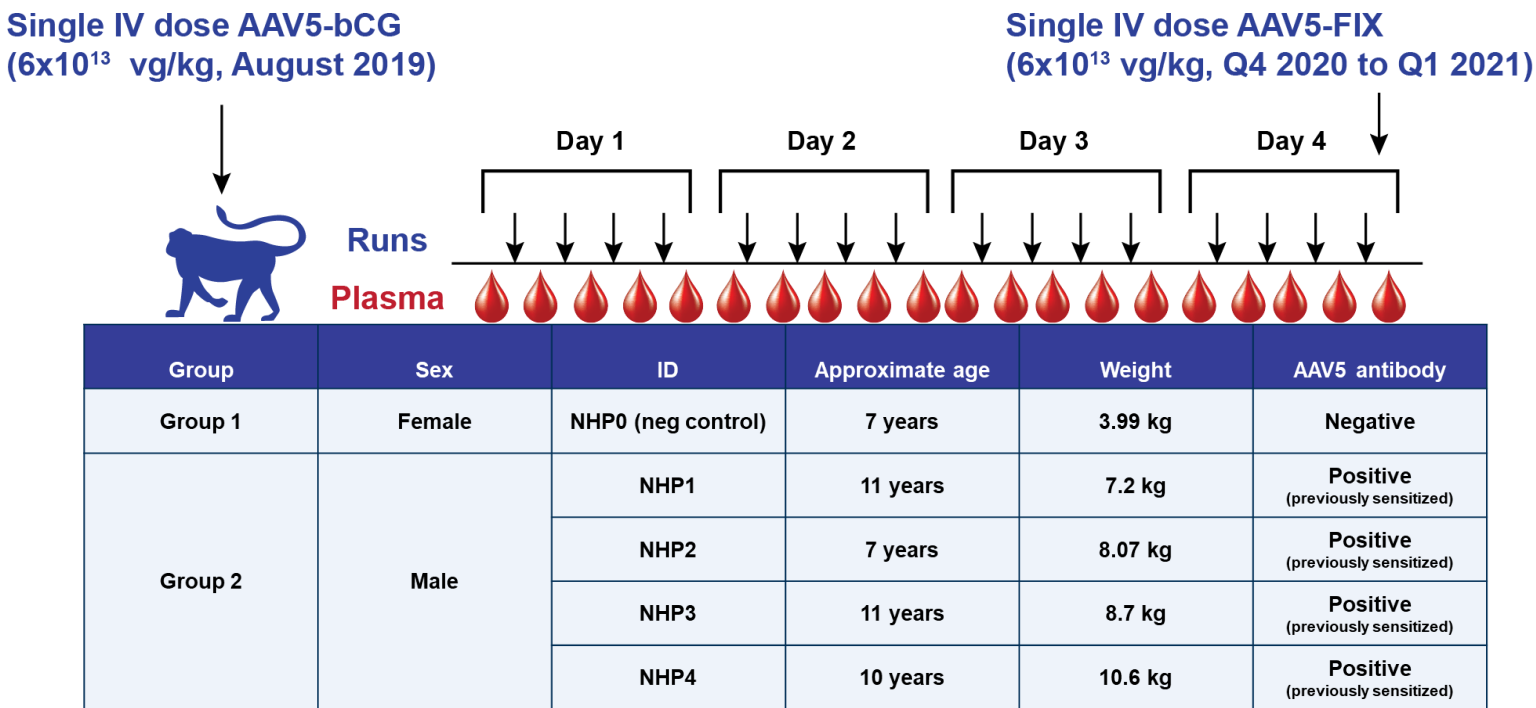 Single IV dose AAV5-bCG
(6x10¹³ vg/kg, August 2019)
Single IV dose AAV5-FIX
(6x10¹³ vg/kg, Q4 2020 to Q1 2021)
Day 1 Day 2 Day 3 Day 4
Runs
Plasma
Group Sex ID Approximate age Weight AAV5 antibody
Group 1 Female NHP0 (neg control) 7 years 3.99 kg Negative
Group 2 Male
NHP1 11 years 7.2 kg Positive
(previously sensitized)
NHP2 7 years 8.07 kg Positive
(previously sensitized)
NHP3 11 years 8.7 kg Positive
(previously sensitized)
NHP4 10 years 10.6 kg Positive
(previously sensitized)